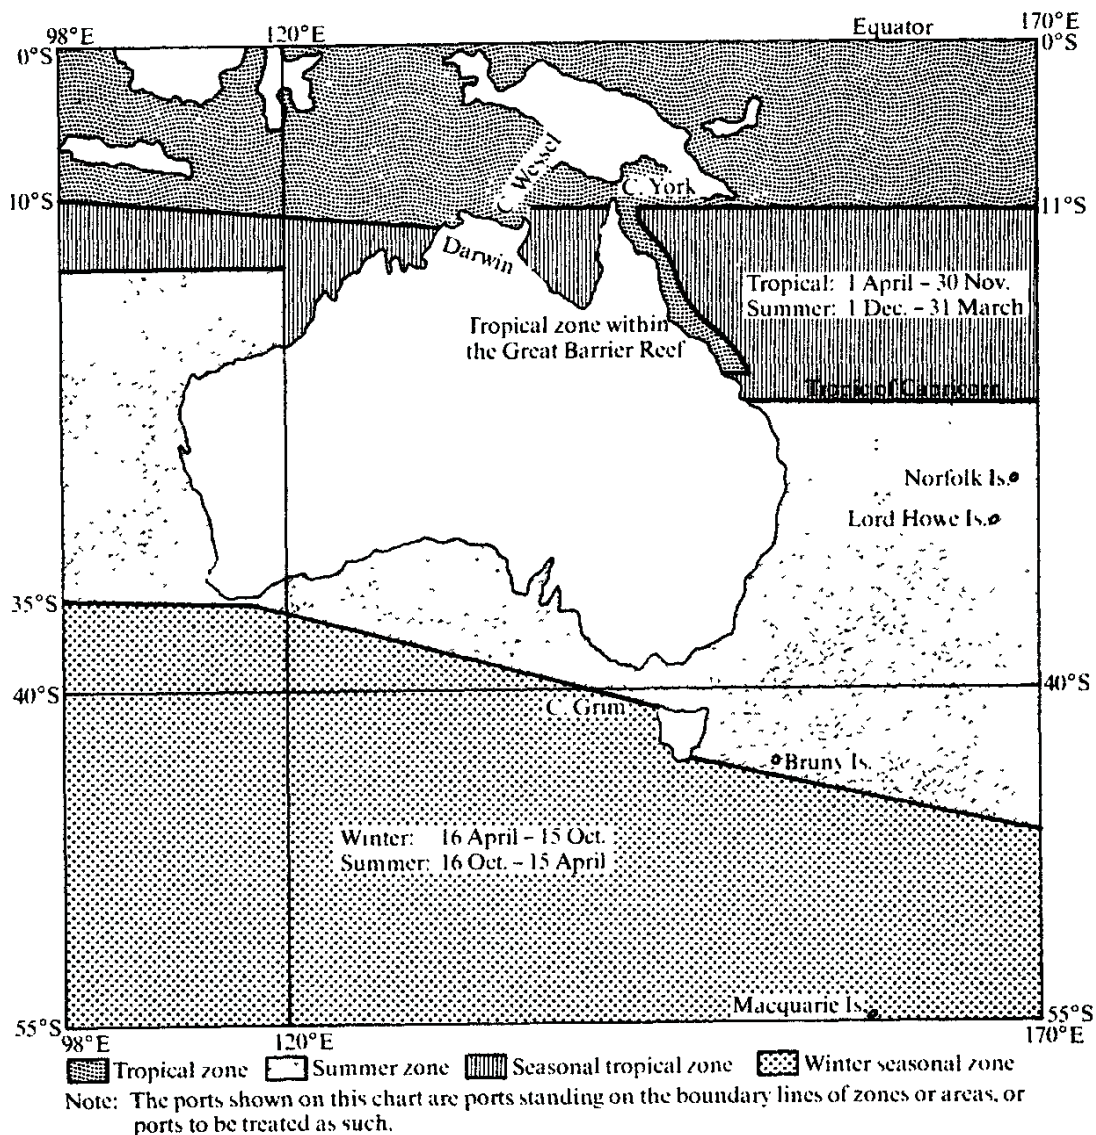 98°E 120°E Equator 170°E
0°S 0°S
C. Wessel
C. York
10°S 11°S
Darwin
Tropical: 1 April – 30 Nov.
Summer: 1 Dec. – 31 March
Tropical zone within
the Great Barrier Reef
Tropic of Capricorn
Norfolk Is.
Lord Howe Is.
35°S
40°S 40°S
C. Grim
Bruny Is.
Winter: 16 April – 15 Oct.
Summer: 16 Oct. – 15 April
Macquarie Is.
55°S 55°S
98°E 120°E 170°E
Tropical zone Summer zone Seasonal tropical zone Winter seasonal zone
Note: The ports shown on this chart are ports standing on the boundary lines of zones or areas, or
ports to be treated as such.